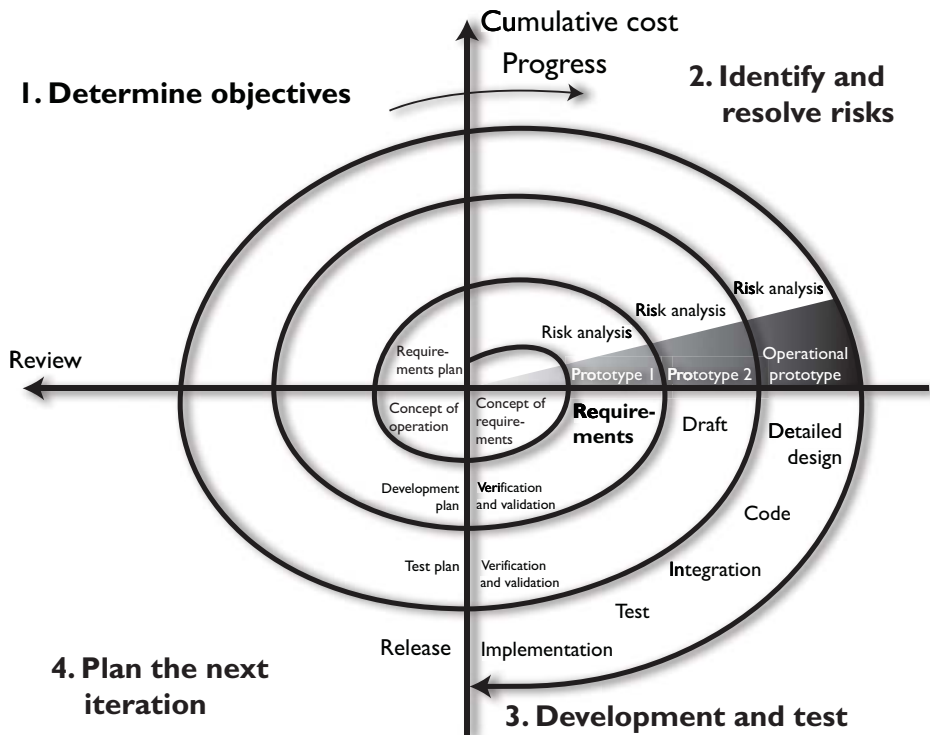 Cumulative cost
Progress
1. Determine objectives
2. Identify and
resolve risks
Risk analysis
Risk analysis
Risk analysis
Review
Require-
ments plan
Prototype 1
Prototype 2
Operational
prototype
Concept of
operation
Concept of
require-
ments
Require-
ments
Draft
Detailed
design
Development
plan
Verification
and validation
Code
Test plan
Verification
and validation
Integration
Test
Release
Implementation
4. Plan the next
iteration
3. Development and test